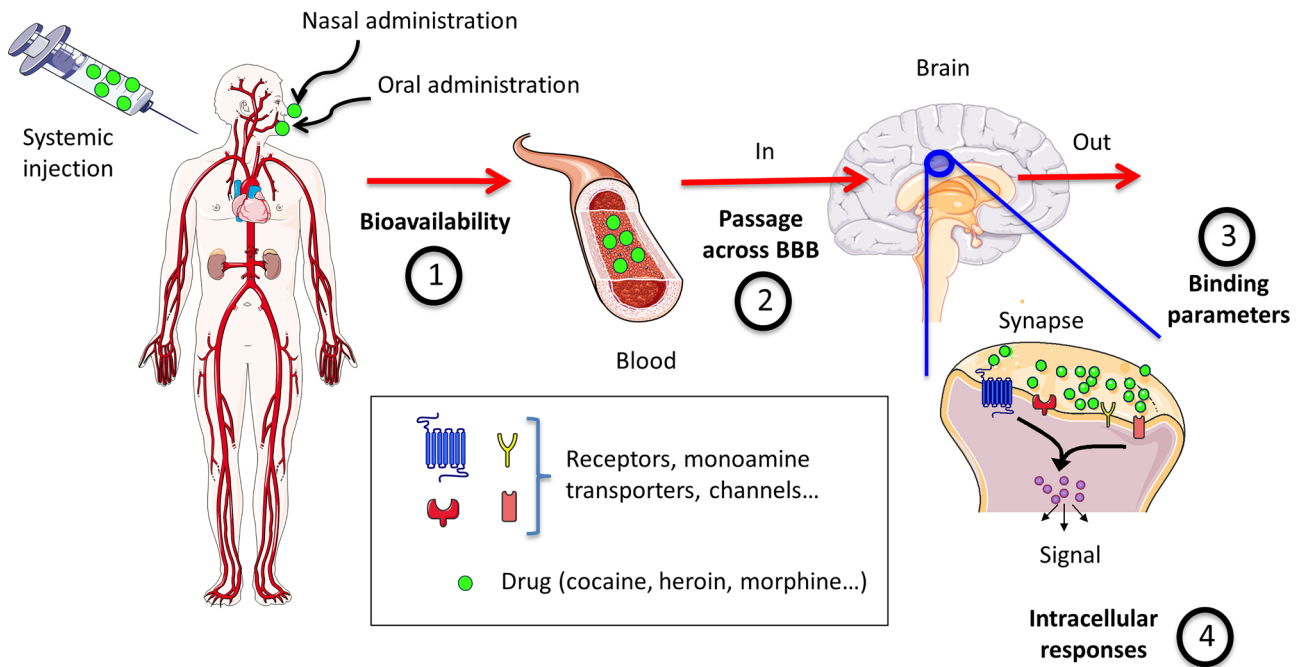 Nasal administration
Oral administration
Systemic
injection
Bioavailability
1
Blood
In
Passage
across BBB
2
Brain
Out
3
Binding
parameters
Synapse
Signal
Intracellular
responses
4
Receptors, monoamine
transporters, channels…
Drug (cocaine, heroin, morphine…)